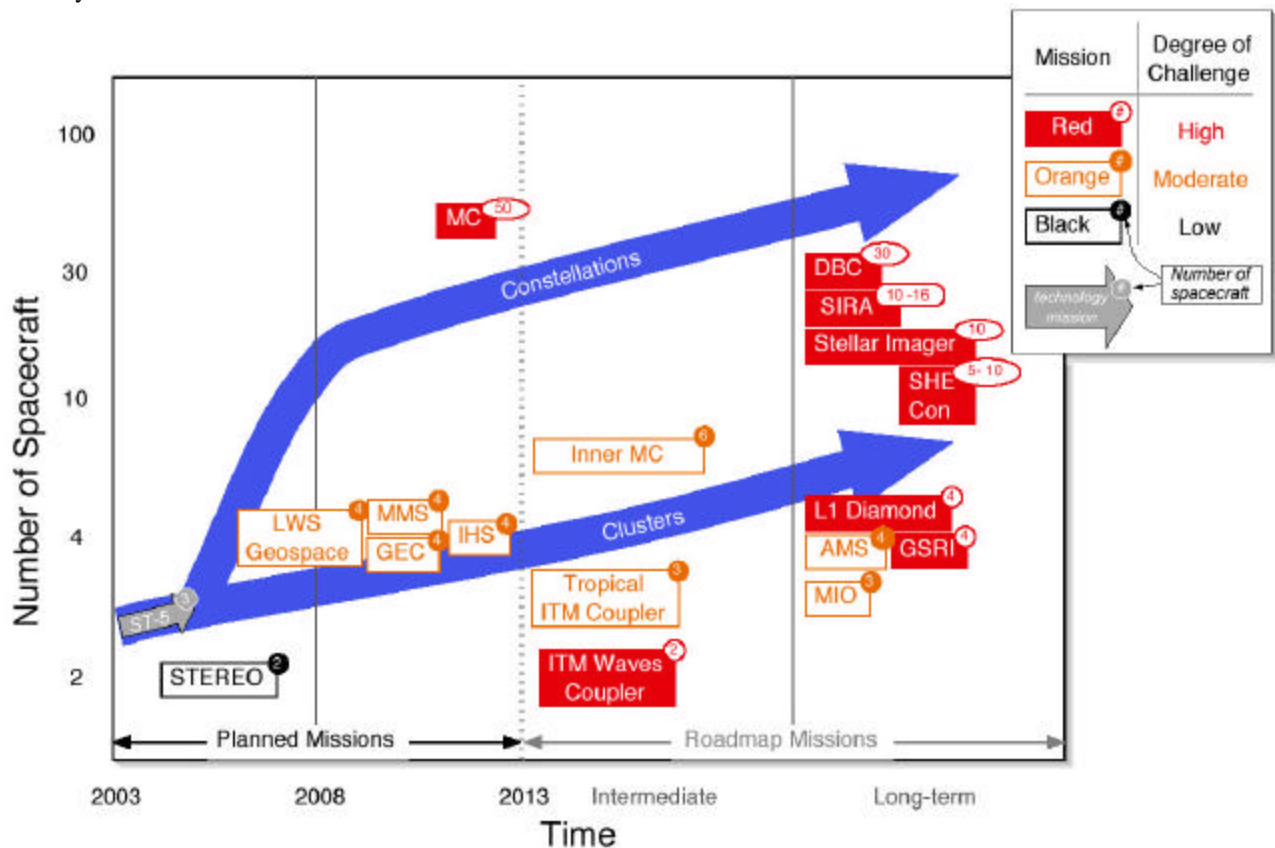 Mission
Degree of
Challenge
Red
#
High
Orange
#
Moderate
Black
#
Low
technology
mission
#
Number of
spacecraft
Number of Spacecraft
100
30
10
4
2
MC
50
Constellations
DBC
30
SIRA
10 -16
Stellar Imager
10
SHE
Con
5- 10
Inner MC
6
LWS
Geospace
4
MMS
4
GEC
4
IHS
4
Clusters
L1 Diamond
4
AMS
4
GSRI
4
Tropical
ITM Coupler
3
MIO
3
ST-5
3
STEREO
2
ITM Waves
Coupler
2
Planned Missions
Roadmap Missions
2003
2008
2013
Intermediate
Long-term
Time